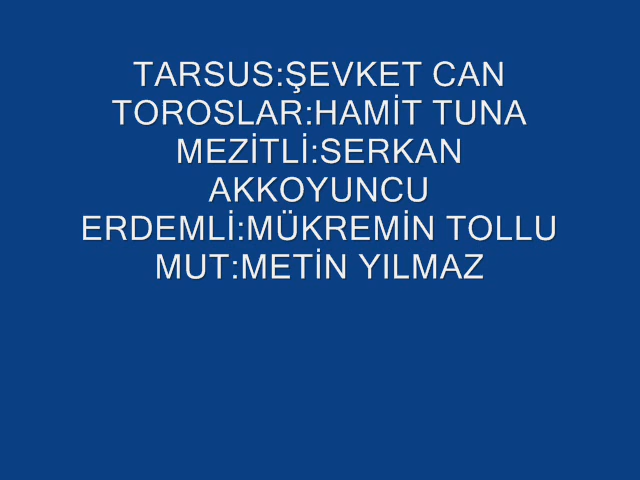 TARSUS:ŞEVKET CAN
TOROSLAR:HAMİT TUNA
MEZİTLİ:SERKAN
AKKOYUNCU
ERDEMLİ:MÜKREMİN TOLLU
MUT:METİN YILMAZ